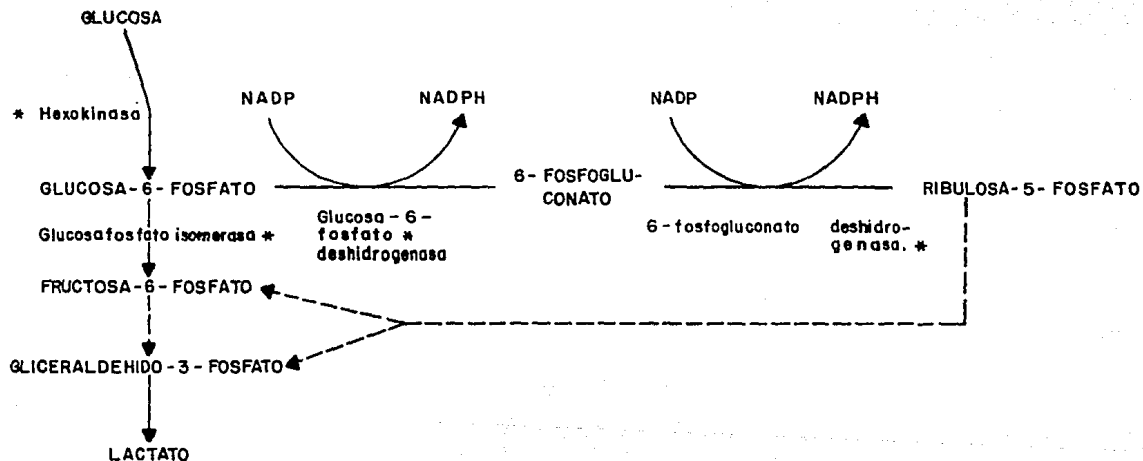 GLUCOSA
* Hexokinasa
NADP
NADPH
NADP
NADPH
GLUCOSA-6-FOSFATO
6-FOSFOGLU-
CONATO
RIBULOSA-5-FOSFATO
Glucosafosfato isomerasa *
Glucosa-6-
fosfato *
deshidrogenasa
6-fosfogluconato deshidro-
genasa. *
FRUCTOSA-6-FOSFATO
GLICERALDEHIDO-3-FOSFATO
LACTATO